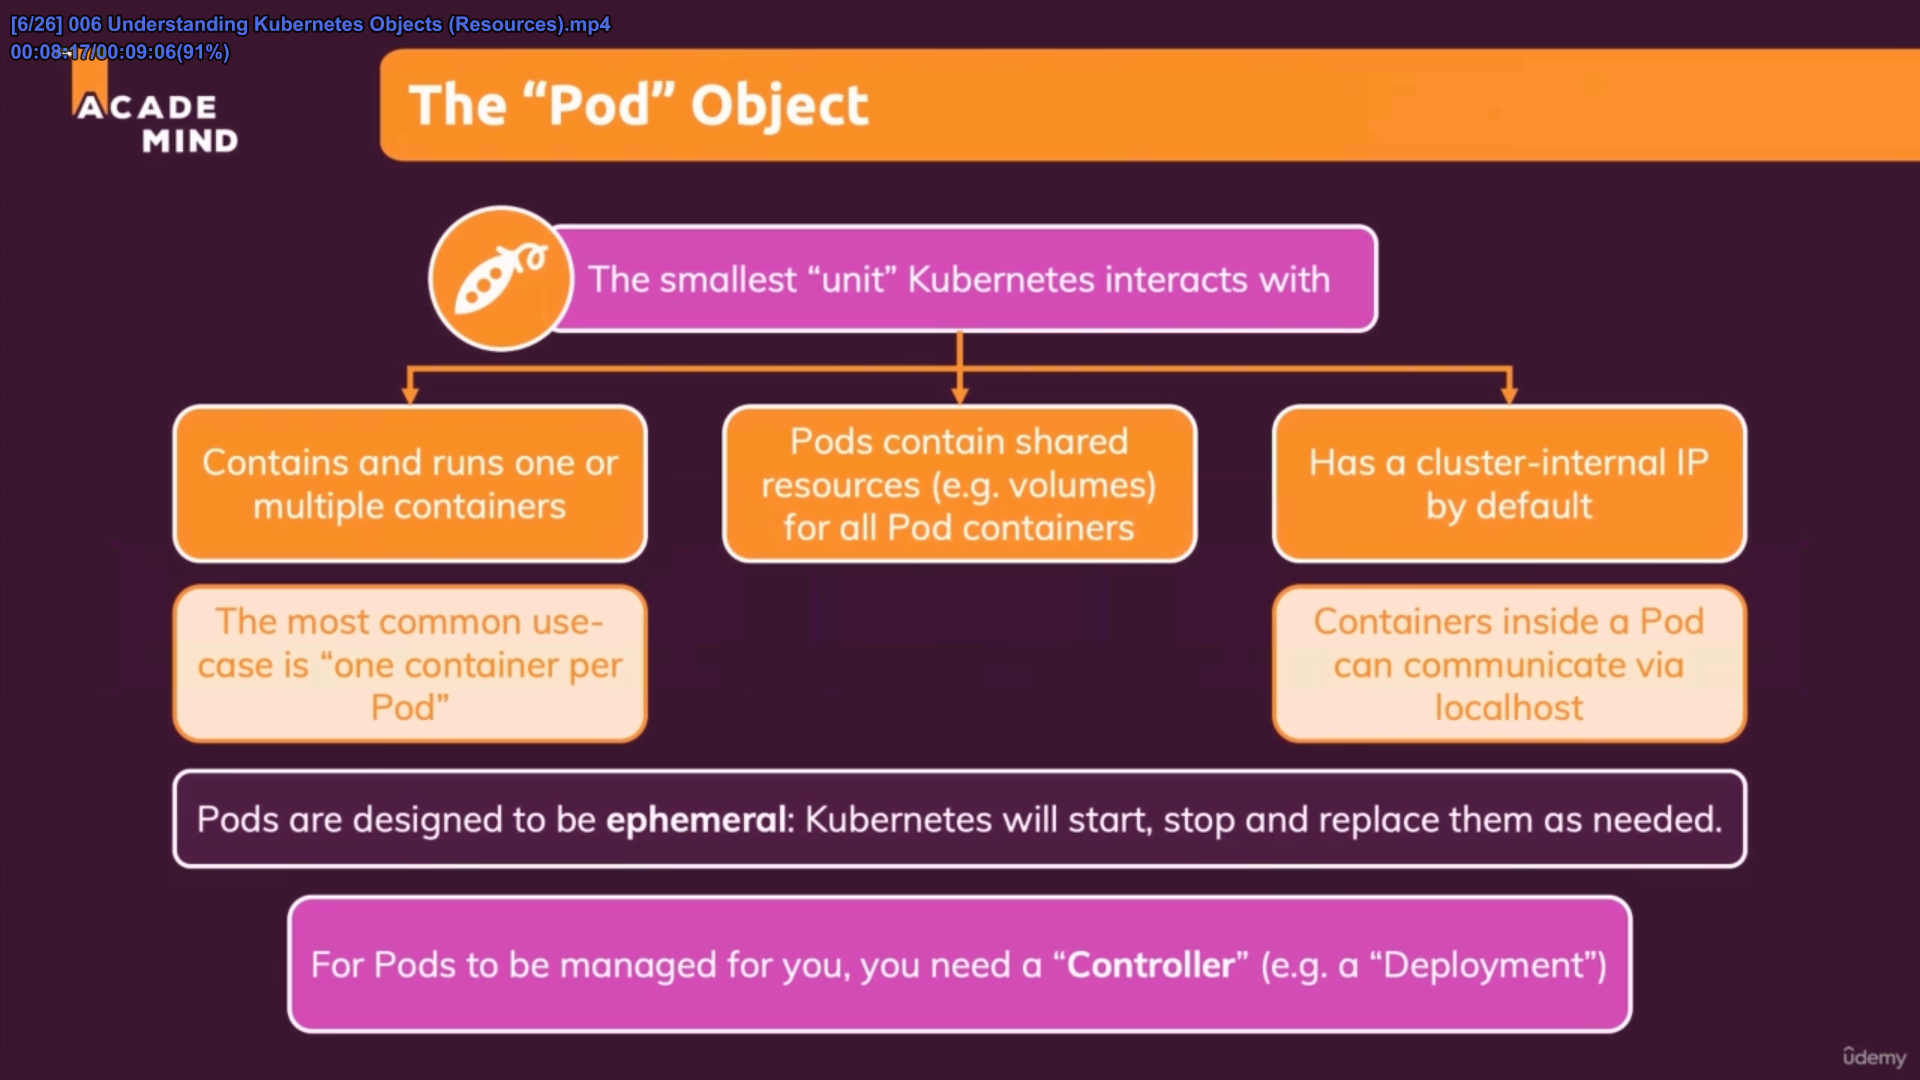 [6/26] 006 Understanding Kubernetes Objects (Resources).mp4
00:08:17/00:09:06(91%)
ACADE
MIND
The “Pod” Object
The smallest “unit” Kubernetes interacts with
Contains and runs one or
multiple containers
Pods contain shared
resources (e.g. volumes)
for all Pod containers
Has a cluster-internal IP
by default
The most common use-
case is “one container per
Pod”
Containers inside a Pod
can communicate via
localhost
Pods are designed to be ephemeral: Kubernetes will start, stop and replace them as needed.
For Pods to be managed for you, you need a “Controller” (e.g. a “Deployment”)
ûdemy